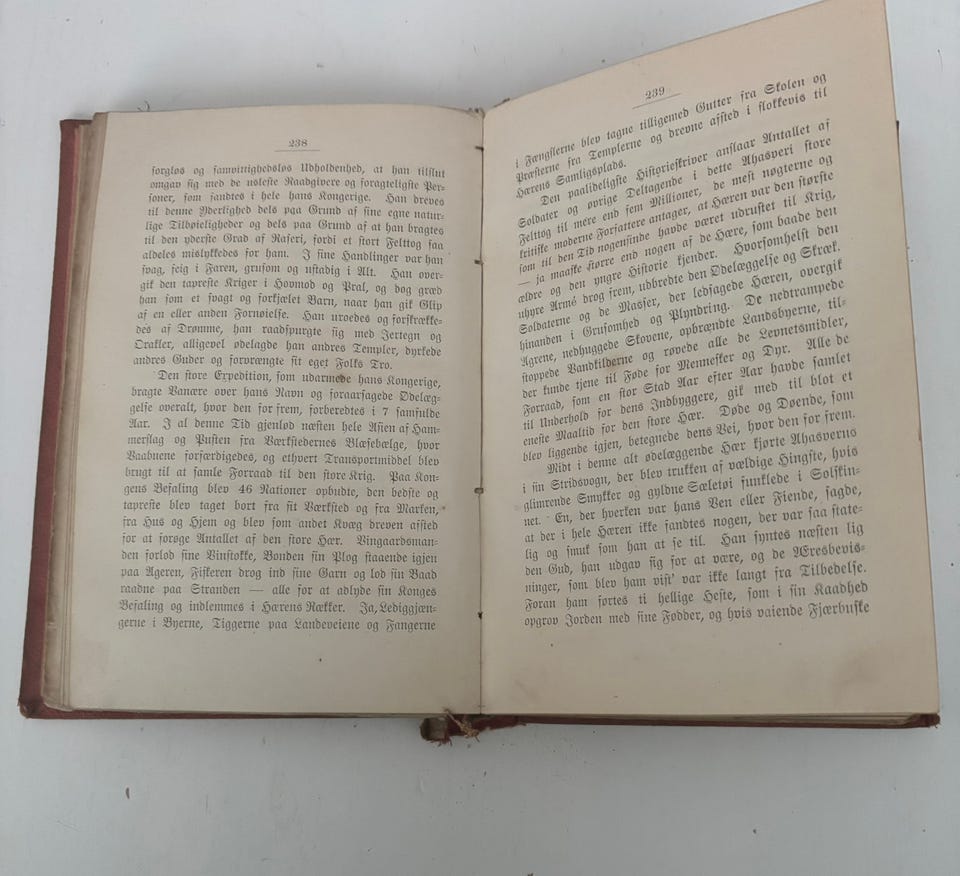 238
sorgløs og samvittighedsløs Udholdenhed, at han tilslut
omgav sig med de usleste Raadgivere og foragteligste Per-
soner, som fandtes i hele hans Kongerige. Han dreves
til denne Yderlighed dels paa Grund af sine egne natur-
lige Tilbøieligheder og dels paa Grund af at han bragtes
til den yderste Grad af Raseri, fordi et stort Felttog saa
aldeles mislykkedes for ham. I sine Handlinger var han
svag, feig i Faren, grusom og ustadig i Alt. Han over-
gik den tapreste Kriger i Hovmod og Pral, og dog græd
han som et svagt og forkjælet Barn, naar han gik Glip
af en eller anden Fornøielse. Han uroedes og forskrække-
des af Drømme, han raadspurgte sig med Jertegn og
Orakler, alligevel ødelagde han andres Templer, dyrkede
andres Guder og forvrængte sit eget Folks Tro.
Den store Expedition, som udarmede hans Kongerige,
bragte Vanære over hans Navn og foraarsagede Ødelæg-
gelse overalt, hvor den for frem, forberedtes i 7 samfulde
Aar. I al denne Tid gjenlød næsten hele Asien af Ham-
merslag og Pusten fra Værkstedernes Blæsebælge, hvor
Vaabnene forfærdigedes, og ethvert Transportmiddel blev
brugt til at samle Forraad til den store Krig. Paa Kon-
gens Befaling blev 46 Nationer opbudte, den bedste og
tapreste blev taget bort fra sit Værksted og fra Marken,
fra Hus og Hjem og blev som andet Kvæg dreven afsted
for at forøge Antallet af den store Hær. Vingaardsman-
den forlod sine Vinstokke, Bonden sin Plog staaende igjen
paa Ageren, Fiskeren drog ind sine Garn og lod sin Baad
raadne paa Stranden — alle for at adlyde sin Konges
Befaling og indlemmes i Hærens Rækker. Ja, Lediggjæn-
gerne i Byerne, Tiggerne paa Landeveiene og Fangerne
239
i Fængslerne blev tagne tilligemed Gutter fra Skolen og
Præsterne fra Templerne og drevne afsted i flokkevis til
Hærens Samligsplads.
Den paalideligste Historieskriver anslaar Antallet af
Soldater og øvrige Deltagende i dette Ahasveri store
Felttog til mere end fem Millioner, de mest nøgterne og
kritiske moderne Forfattere antager, at Hæren var den største
som til den Tid nogensinde havde været udrustet til Krig,
— ja maaske større end nogen af de Hære, som baade den
ældre og den yngre Historie kjender. Hvorsomhelst den
uhyre Armé drog frem, udbredte den Ødelæggelse og Skræk.
Soldaterne og de Masser, der ledsagede Hæren, overgik
hinanden i Grusomhed og Plyndring. De nedtrampede
Agrene, nedhuggede Skovene, opbrændte Landsbyerne, til-
stoppede Vandkilderne og røvede alle de Levnetsmidler,
der kunde tjene til Føde for Mennesker og Dyr. Alle de
Forraad, som en Stad Aar efter Aar havde samlet
til Underhold for dens Indbyggere, gik med til blot et
eneste Maaltid for den store Hær. Døde og Døende, som
blev liggende igjen, betegnede dens Vei, hvor den for frem.
Midt i denne alt ødelæggende Hær kjørte Ahasverns
i sin Stridsvogn, der blev trukken af vældige Hingste, hvis
glimrende Smykker og gyldne Sæletøi funklede i Solskin-
net. En, der hverken var hans Ven eller Fiende, sagde,
at der i hele Hæren ikke fandtes nogen, der var saa state-
lig og smuk som han at se til. Han syntes næsten lig
den Gud, han udgav sig for at være, og de Æresbevis-
ninger, som blev ham vist' var ikke langt fra Tilbedelse.
Foran ham førtes ti hellige Heste, som i sin Kaadhed
opgrov Jorden med sine Fødder, og hvis vaiende Fjærbuske